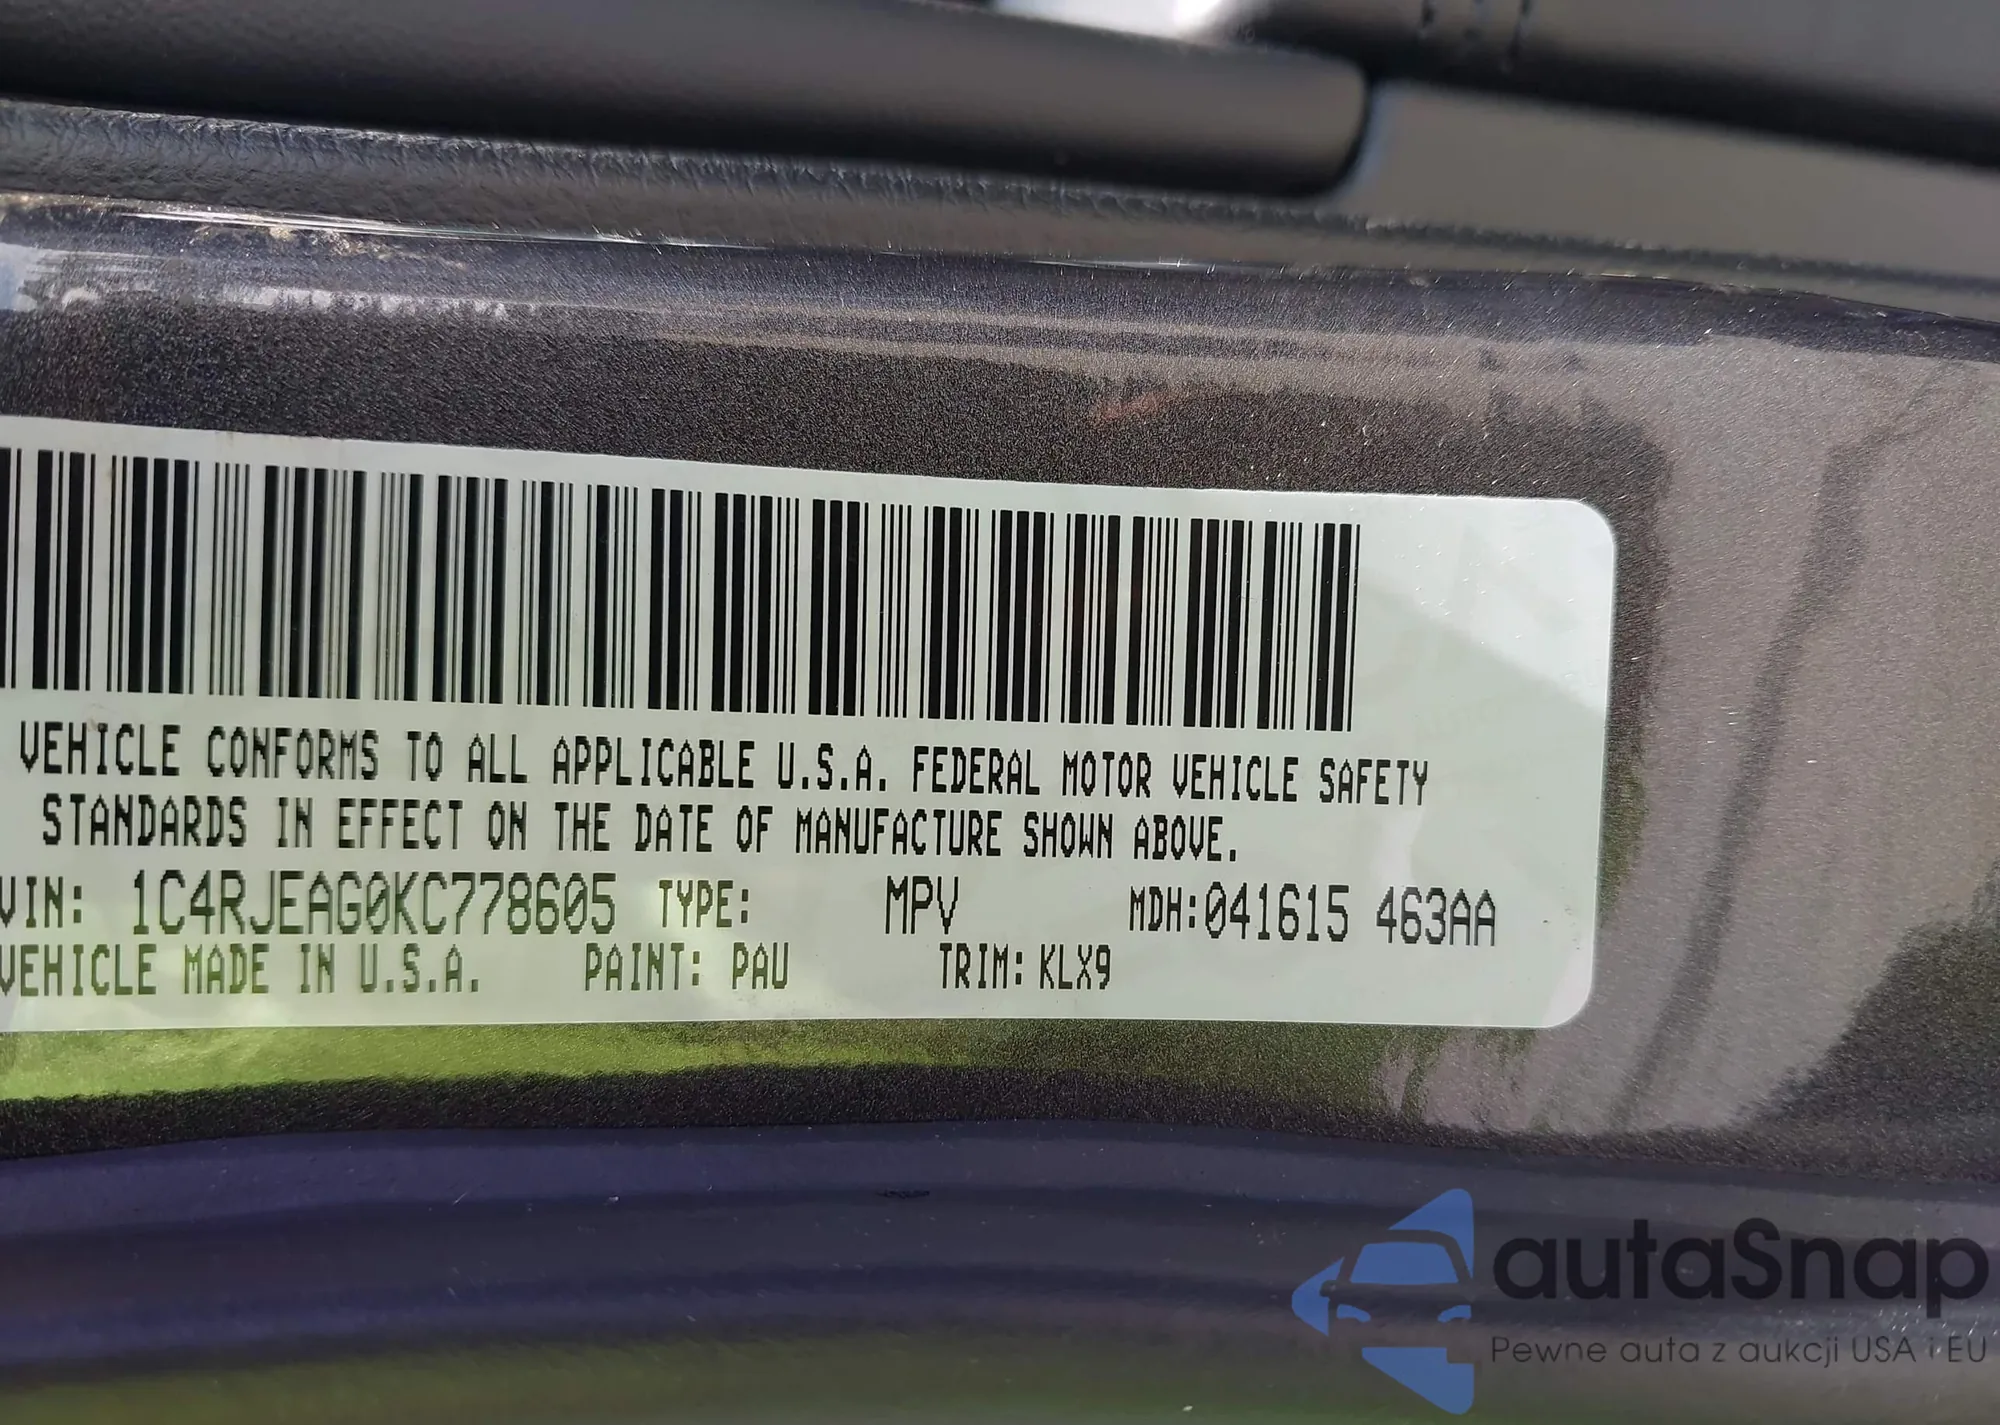 VEHICLE CONFORMS TO ALL APPLICABLE U.S.A. FEDERAL MOTOR VEHICLE SAFETY
STANDARDS IN EFFECT ON THE DATE OF MANUFACTURE SHOWN ABOVE.
VIN: 1C4RJEAG0KC778605 TYPE: MPV MDH:041615 463AA
VEHICLE MADE IN U.S.A. PAINT: PAU TRIM: KLX9
autaSnap
Pewne auta z aukcji USA i EU